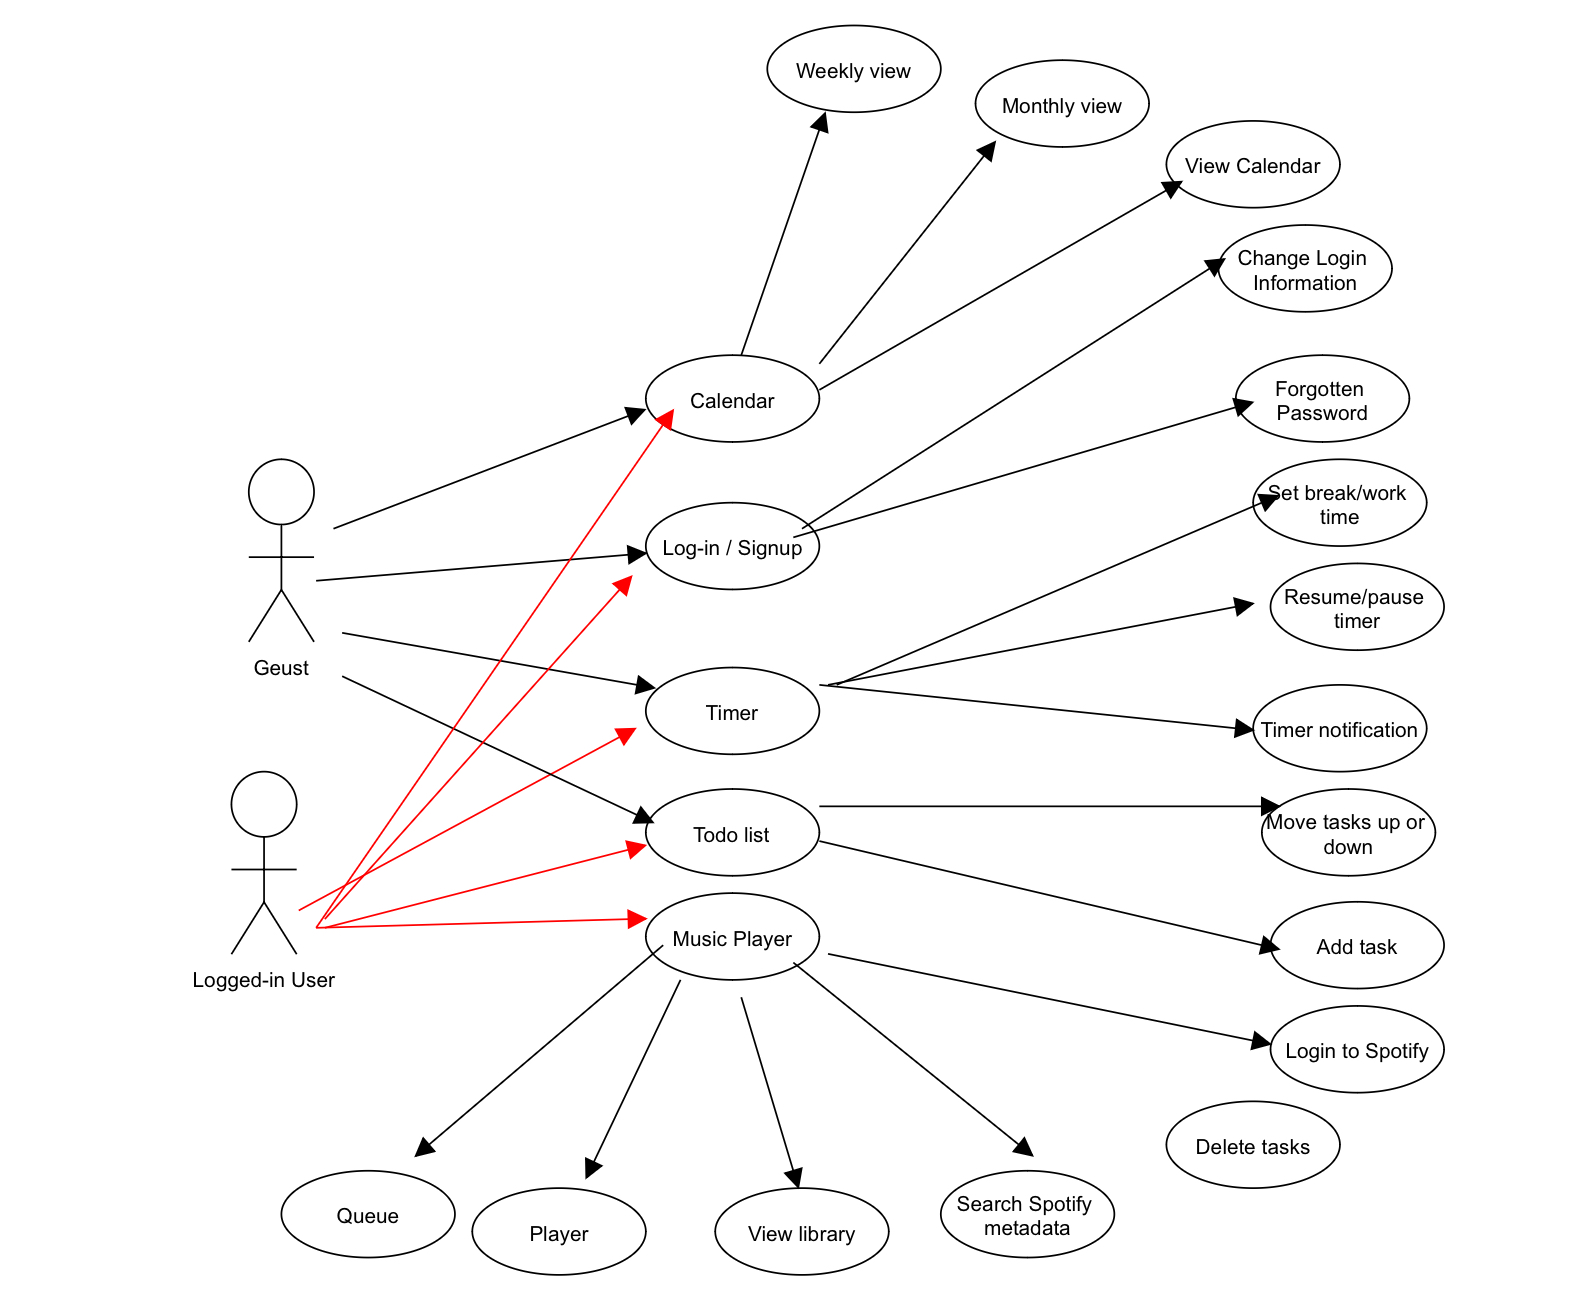 Weekly view
Monthly view
View Calendar
Change Login
Information
Calendar
Forgotten
Password
Set break/work
time
Log-in / Signup
Resume/pause
timer
Geust
Timer
Timer notification
Todo list
Move tasks up or
down
Music Player
Add task
Logged-in User
Login to Spotify
Delete tasks
Queue
Player
View library
Search Spotify
metadata